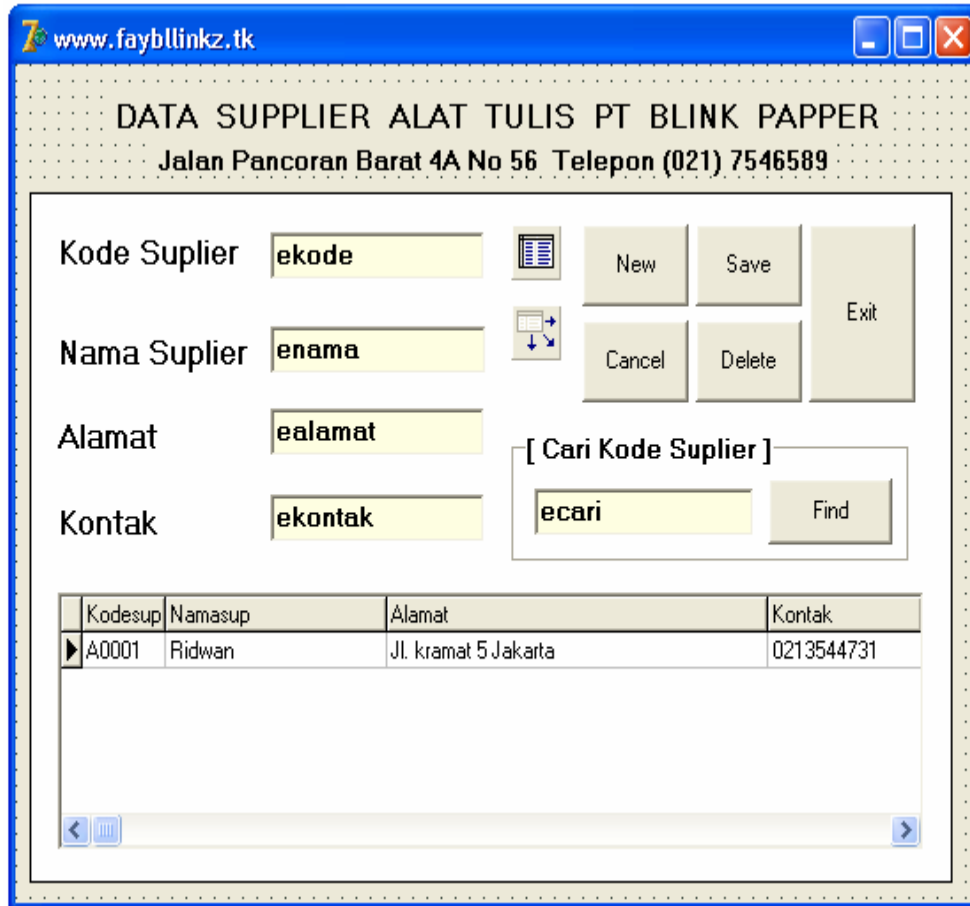 www.faybllinkz.tk
DATA SUPPLIER ALAT TULIS PT BLINK PAPPER
Jalan Pancoran Barat 4A No 56 Telepon (021) 7546589
Kode Suplier ekode
New Save Exit
Nama Suplier enama
Cancel Delete
Alamat ealamat
[ Cari Kode Suplier ]
Kontak ekontak
ecari Find
Kodesup Namasup Alamat Kontak
A0001 Ridwan Jl. kramat 5 Jakarta 0213544731